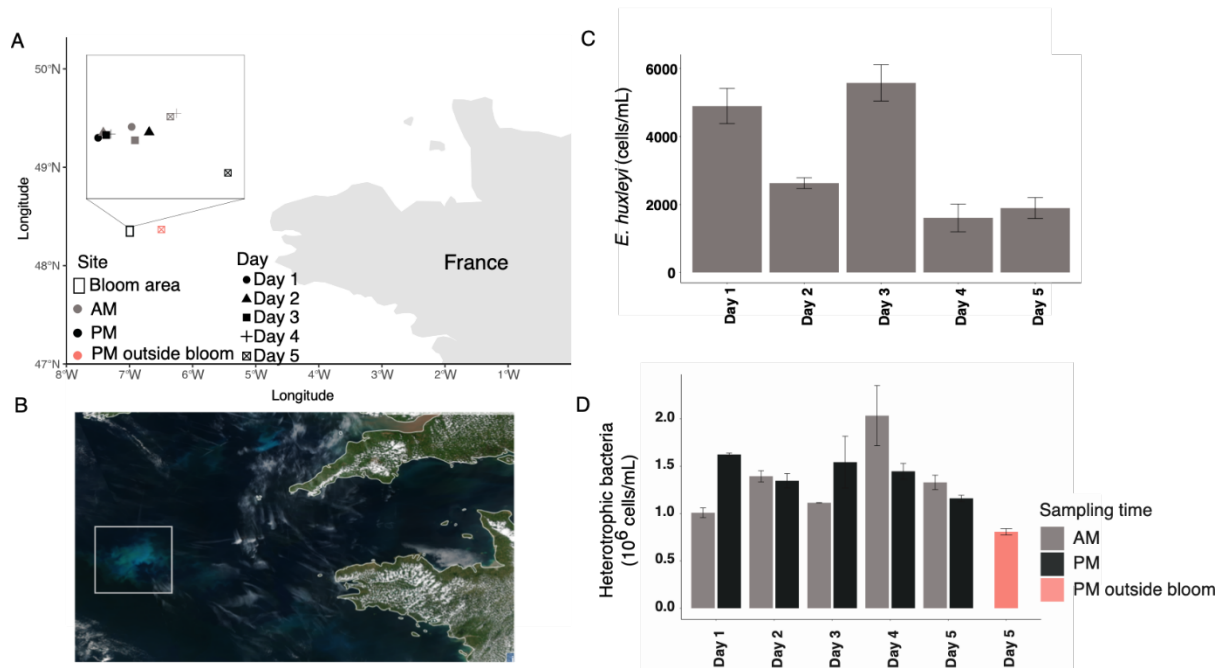 A
50°N
49°N
48°N
47°N
Longitude
8°W 7°W 6°W 5°W 4°W 3°W 2°W 1°W
Longitude
France
Site
Bloom area
AM
PM
PM outside bloom
Day
Day 1
Day 2
Day 3
Day 4
Day 5
B
C
E. huxleyi (cells/mL)
6000
4000
2000
0
Day 1 Day 2 Day 3 Day 4 Day 5
D
Heterotrophic bacteria
(10⁶ cells/mL)
2.0
1.5
1.0
0.5
0.0
Day 1 Day 2 Day 3 Day 4 Day 5 Day 5
Sampling time
AM
PM
PM outside bloom